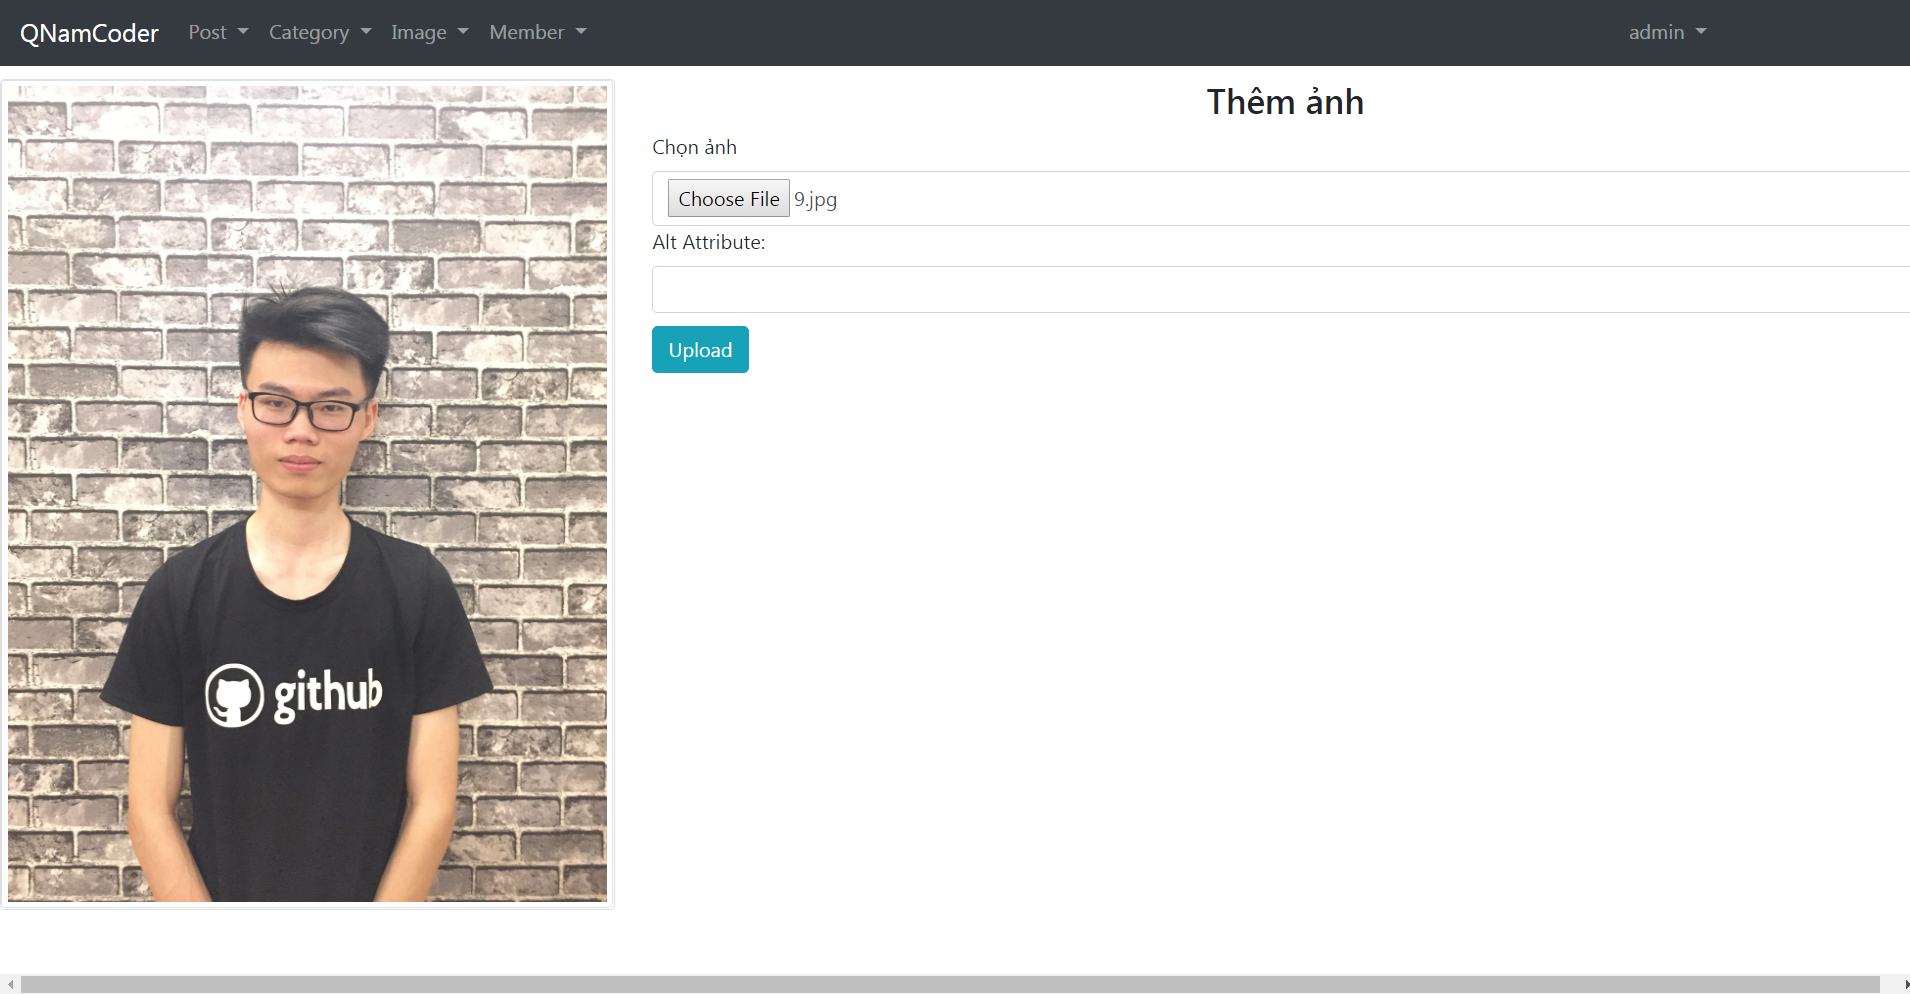 QNamCoder Post Category Image Member admin
Thêm ảnh
Chọn ảnh
Choose File 9.jpg
Alt Attribute:
Upload
github